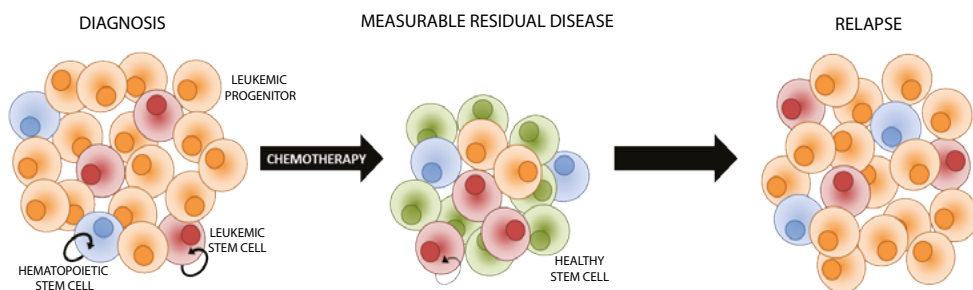 DIAGNOSIS
MEASURABLE RESIDUAL DISEASE
RELAPSE
LEUKEMIC
PROGENITOR
CHEMOTHERAPY
LEUKEMIC
STEM CELL
HEMATOPOIETIC
STEM CELL
HEALTHY
STEM CELL